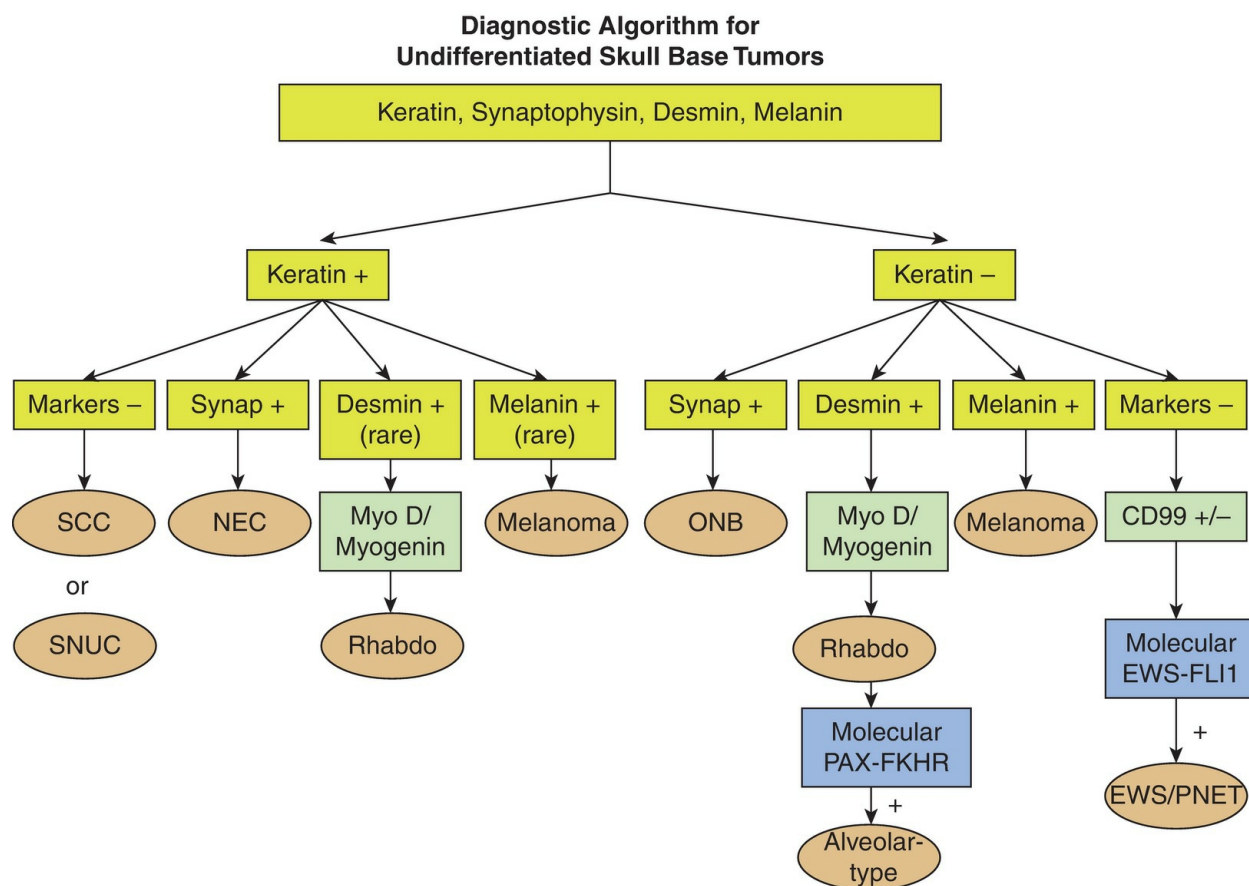 Diagnostic Algorithm for
Undifferentiated Skull Base Tumors
Keratin, Synaptophysin, Desmin, Melanin
Keratin +
Keratin –
Markers –
Synap +
Desmin +
(rare)
Melanin +
(rare)
Synap +
Desmin +
Melanin +
Markers –
SCC
or
SNUC
NEC
Myo D/
Myogenin
Rhabdo
Melanoma
ONB
Myo D/
Myogenin
Rhabdo
Molecular
PAX-FKHR
+
Alveolar-
type
Melanoma
CD99 +/–
Molecular
EWS-FLI1
+
EWS/PNET